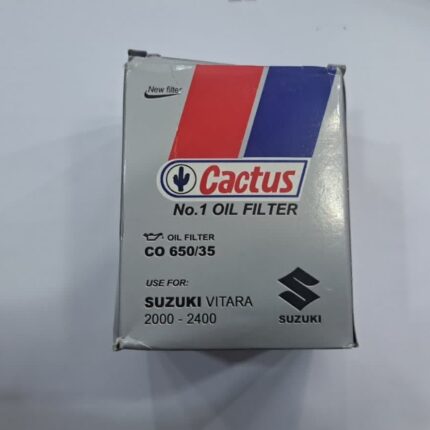 New filter
Cactus
No.1 OIL FILTER
OIL FILTER
CO 650/35
USE FOR:
SUZUKI VITARA
2000 - 2400
SUZUKI